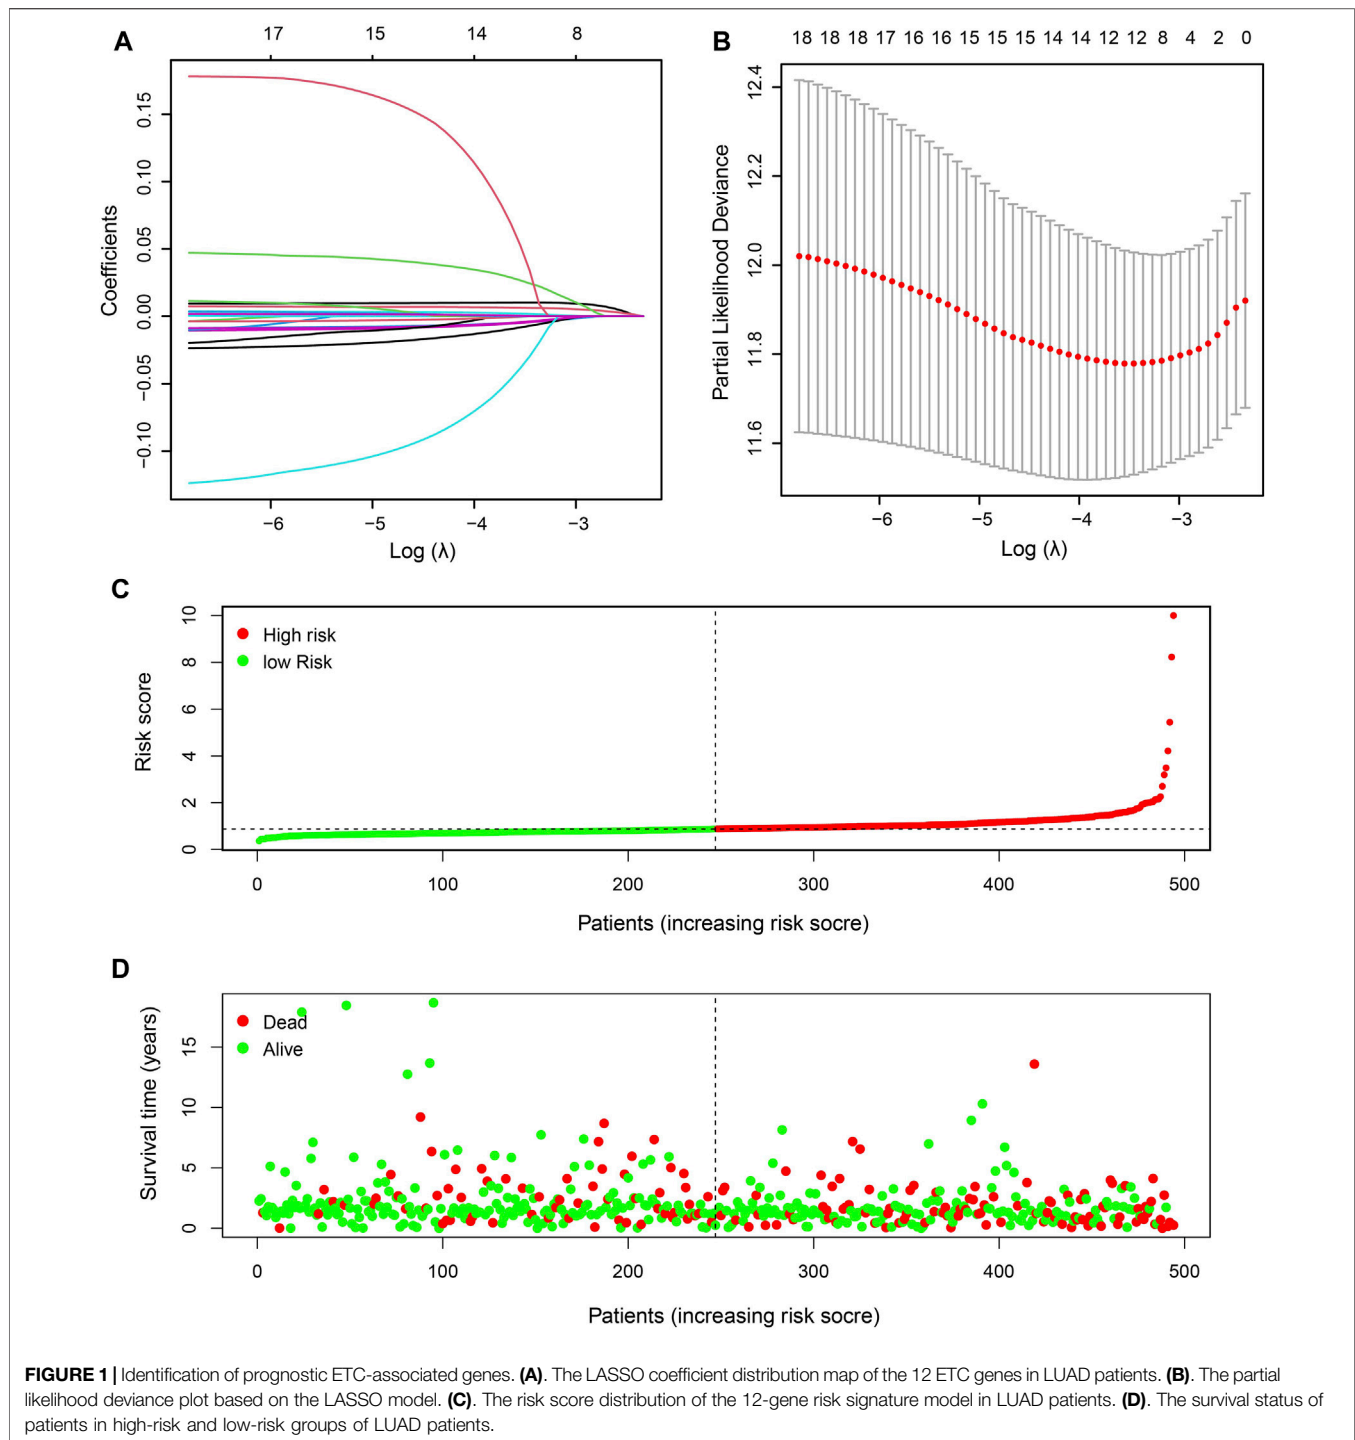 A
17 15 14 8
0.15
0.10
0.05
0.00
−0.05
−0.10
Coefficients
−6 −5 −4 −3
Log (λ)
B
18 18 18 17 16 16 15 15 15 14 14 12 12 8 4 2 0
12.4
12.2
12.0
11.8
11.6
Partial Likelihood Deviance
−6 −5 −4 −3
Log (λ)
C
10
8
6
4
2
0
Risk score
High risk
low Risk
0 100 200 300 400 500
Patients (increasing risk socre)
D
15
10
5
0
Survival time (years)
Dead
Alive
0 100 200 300 400 500
Patients (increasing risk socre)
FIGURE 1 | Identification of prognostic ETC-associated genes. (A). The LASSO coefficient distribution map of the 12 ETC genes in LUAD patients. (B). The partial
likelihood deviance plot based on the LASSO model. (C). The risk score distribution of the 12-gene risk signature model in LUAD patients. (D). The survival status of
patients in high-risk and low-risk groups of LUAD patients.